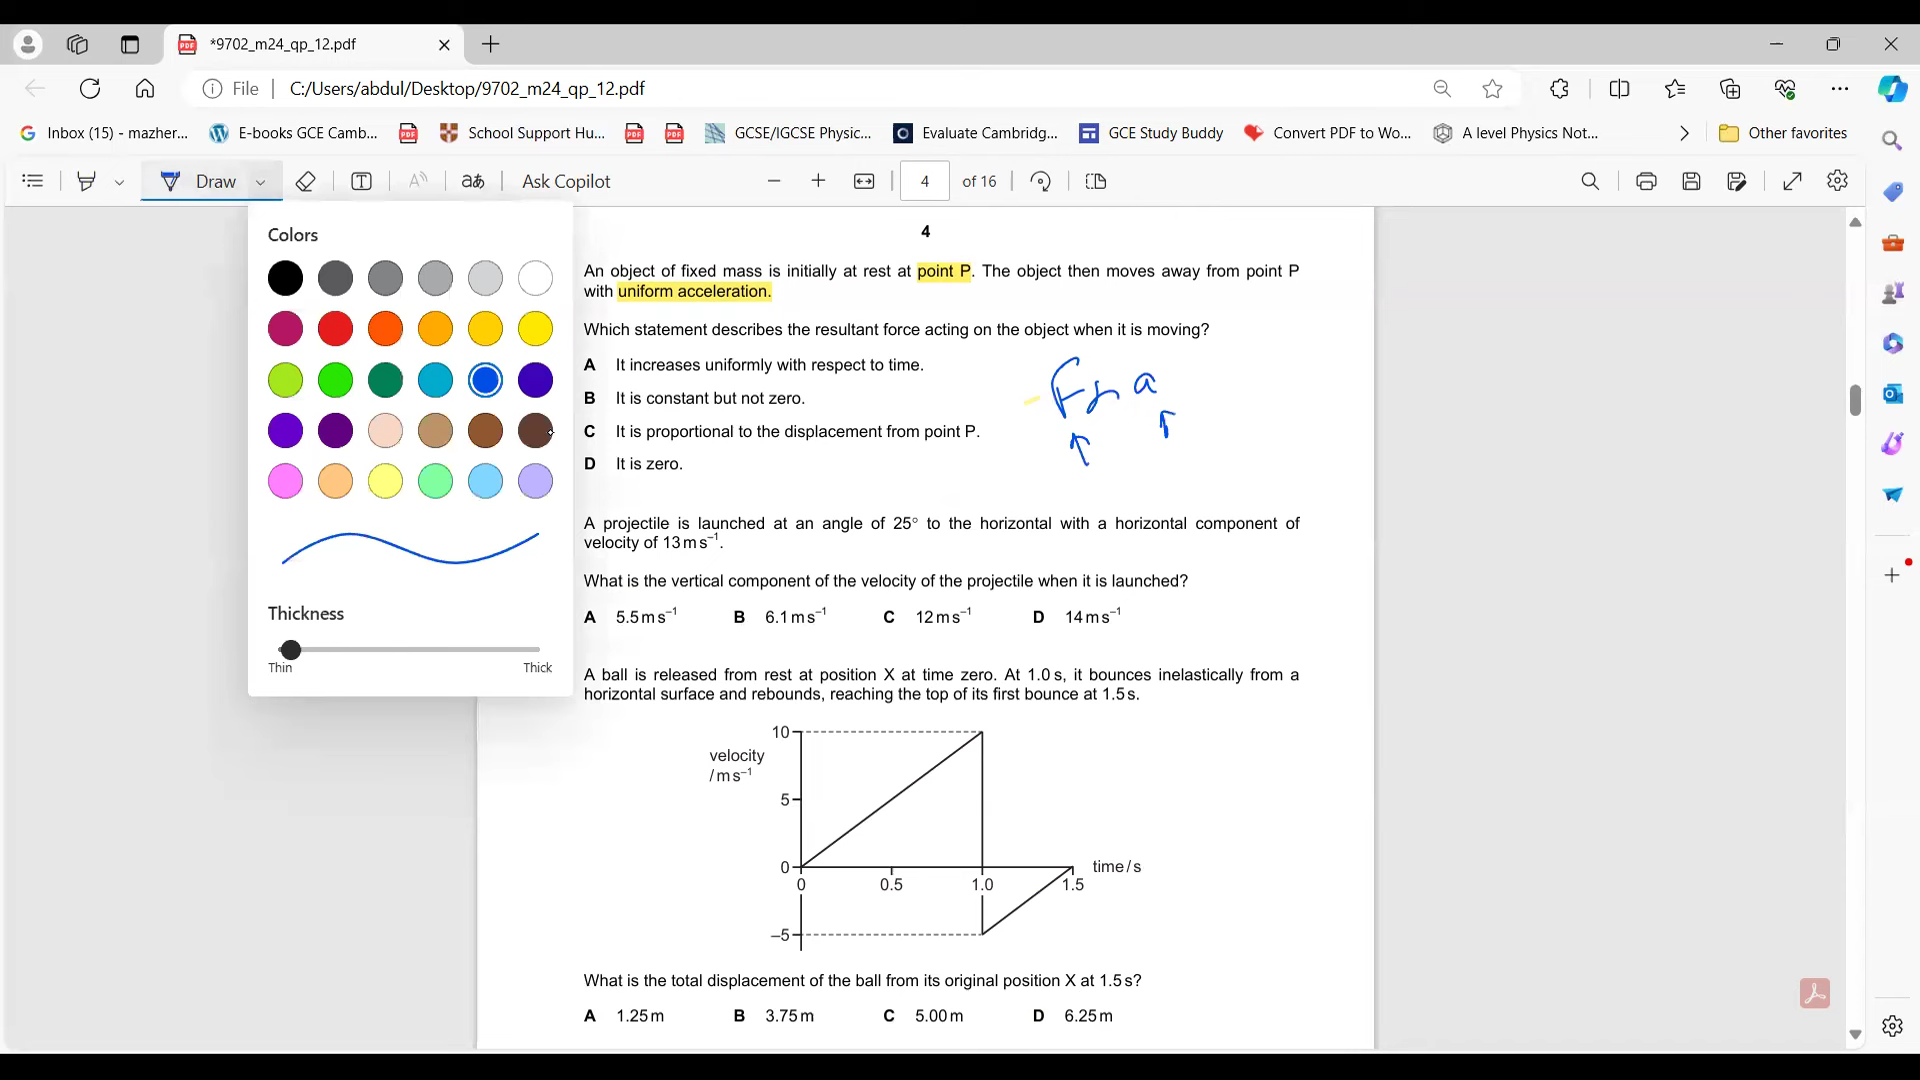 *9702_m24_qp_12.pdf
File C:/Users/abdul/Desktop/9702_m24_qp_12.pdf
Inbox (15) - mazher... E-books GCE Camb... School Support Hu... GCSE/IGCSE Physic... Evaluate Cambridg... GCE Study Buddy Convert PDF to Wo... A level Physics Not... Other favorites
Draw Ask Copilot 4 of 16
Colors
Thickness
Thin Thick
4
An object of fixed mass is initially at rest at point P. The object then moves away from point P
with uniform acceleration.
Which statement describes the resultant force acting on the object when it is moving?
A It increases uniformly with respect to time.
B It is constant but not zero.
C It is proportional to the displacement from point P.
D It is zero.
F a
A projectile is launched at an angle of 25° to the horizontal with a horizontal component of
velocity of 13 m s⁻¹.
What is the vertical component of the velocity of the projectile when it is launched?
A 5.5 m s⁻¹ B 6.1 m s⁻¹ C 12 m s⁻¹ D 14 m s⁻¹
A ball is released from rest at position X at time zero. At 1.0 s, it bounces inelastically from a
horizontal surface and rebounds, reaching the top of its first bounce at 1.5 s.
10
velocity
/ m s⁻¹
5
0
time / s
0 0.5 1.0 1.5
–5
What is the total displacement of the ball from its original position X at 1.5 s?
A 1.25 m B 3.75 m C 5.00 m D 6.25 m